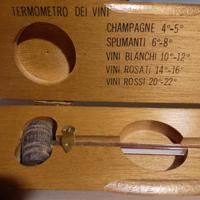 TERMOMETRO DEI VINI
CHAMPAGNE 4°-5°
SPUMANTI 6°-8°
VINI BIANCHI 10°-12°
VINI ROSATI 14°-16°
VINI ROSSI 20°-22°